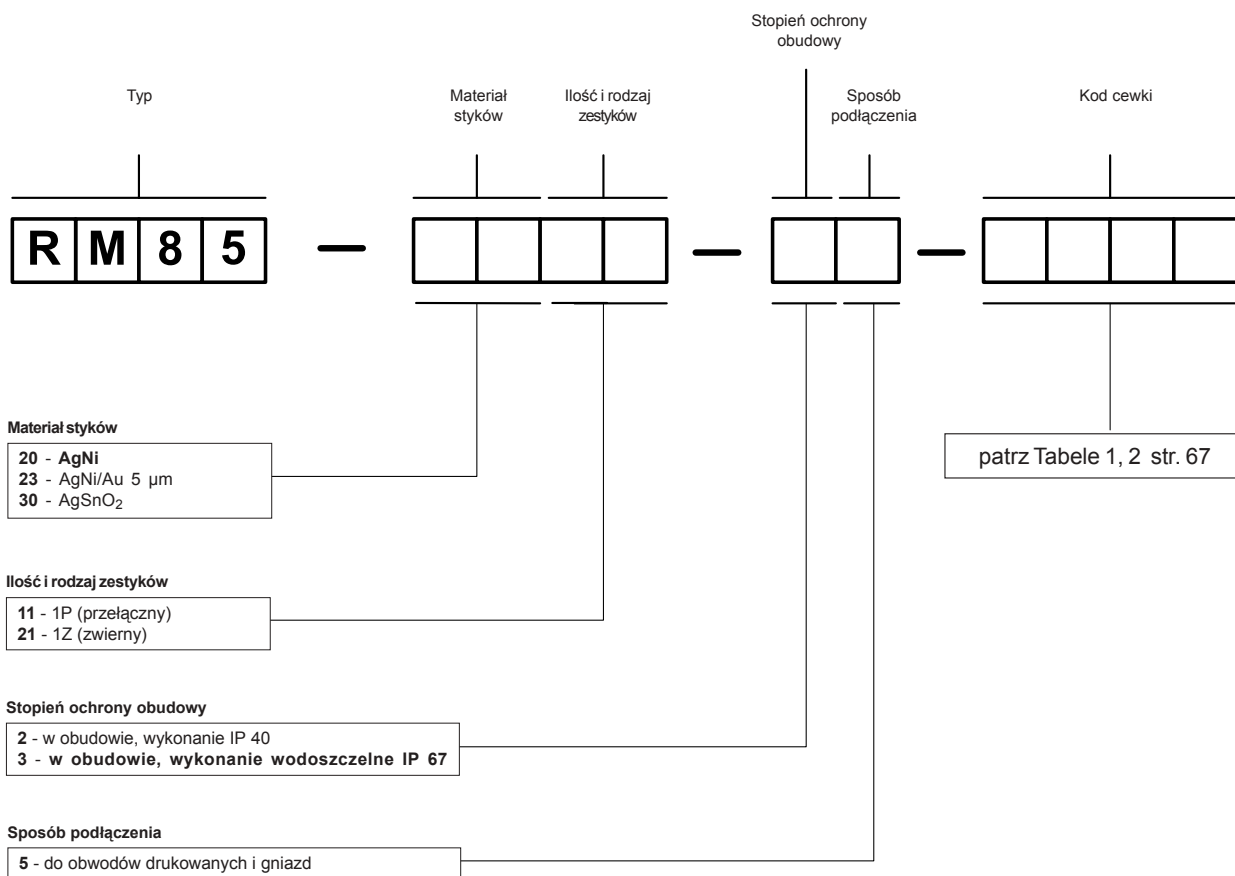 Stopień ochrony
obudowy
Typ
Materiał
styków
Ilość i rodzaj
zestyków
Sposób
podłączenia
Kod cewki
R M 8 5 — — —
Materiał styków
20 - AgNi
23 - AgNi/Au 5 µm
30 - AgSnO₂
patrz Tabele 1, 2 str. 67
Ilość i rodzaj zestyków
11 - 1P (przełączny)
21 - 1Z (zwierny)
Stopień ochrony obudowy
2 - w obudowie, wykonanie IP 40
3 - w obudowie, wykonanie wodoszczelne IP 67
Sposób podłączenia
5 - do obwodów drukowanych i gniazd